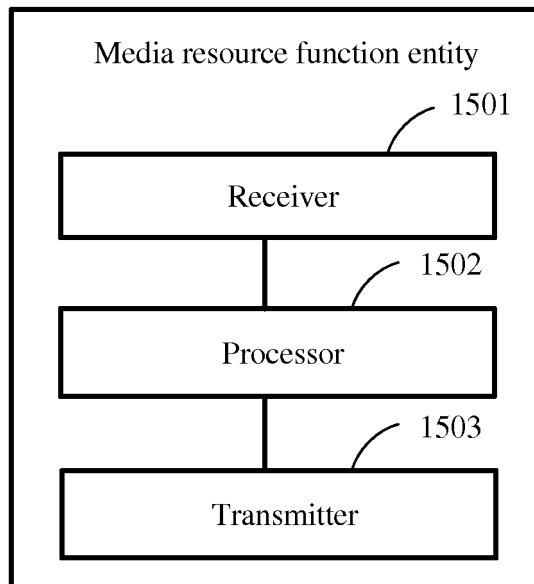 Media resource function entity
1501
Receiver
1502
Processor
1503
Transmitter